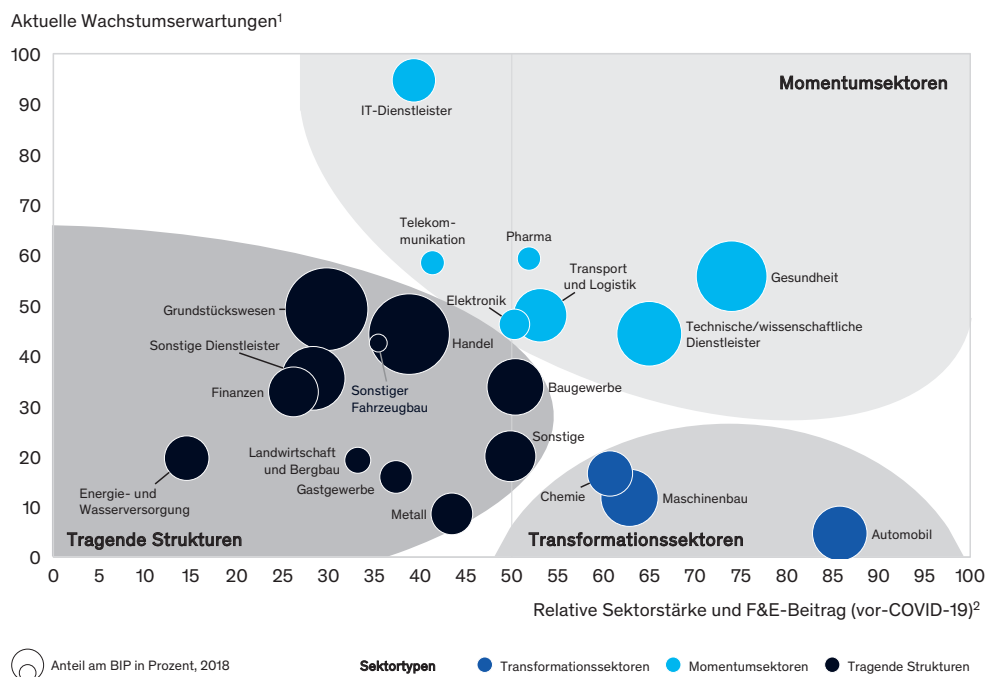 Aktuelle Wachstumserwartungen¹
100
90
80
70
60
50
40
30
20
10
0
Momentumsektoren
IT-Dienstleister
Telekom-
munikation
Pharma
Transport
und Logistik
Gesundheit
Elektronik
Grundstückswesen
Technische/wissenschaftliche
Dienstleister
Handel
Sonstige Dienstleister
Finanzen
Sonstiger
Fahrzeugbau
Baugewerbe
Sonstige
Landwirtschaft
und Bergbau
Gastgewerbe
Energie- und
Wasserversorgung
Metall
Chemie
Maschinenbau
Automobil
Tragende Strukturen
Transformationssektoren
0 5 10 15 20 25 30 35 40 45 50 55 60 65 70 75 80 85 90 95 100
Relative Sektorstärke und F&E-Beitrag (vor-COVID-19)²
Anteil am BIP in Prozent, 2018
Sektortypen
Transformationssektoren
Momentumsektoren
Tragende Strukturen